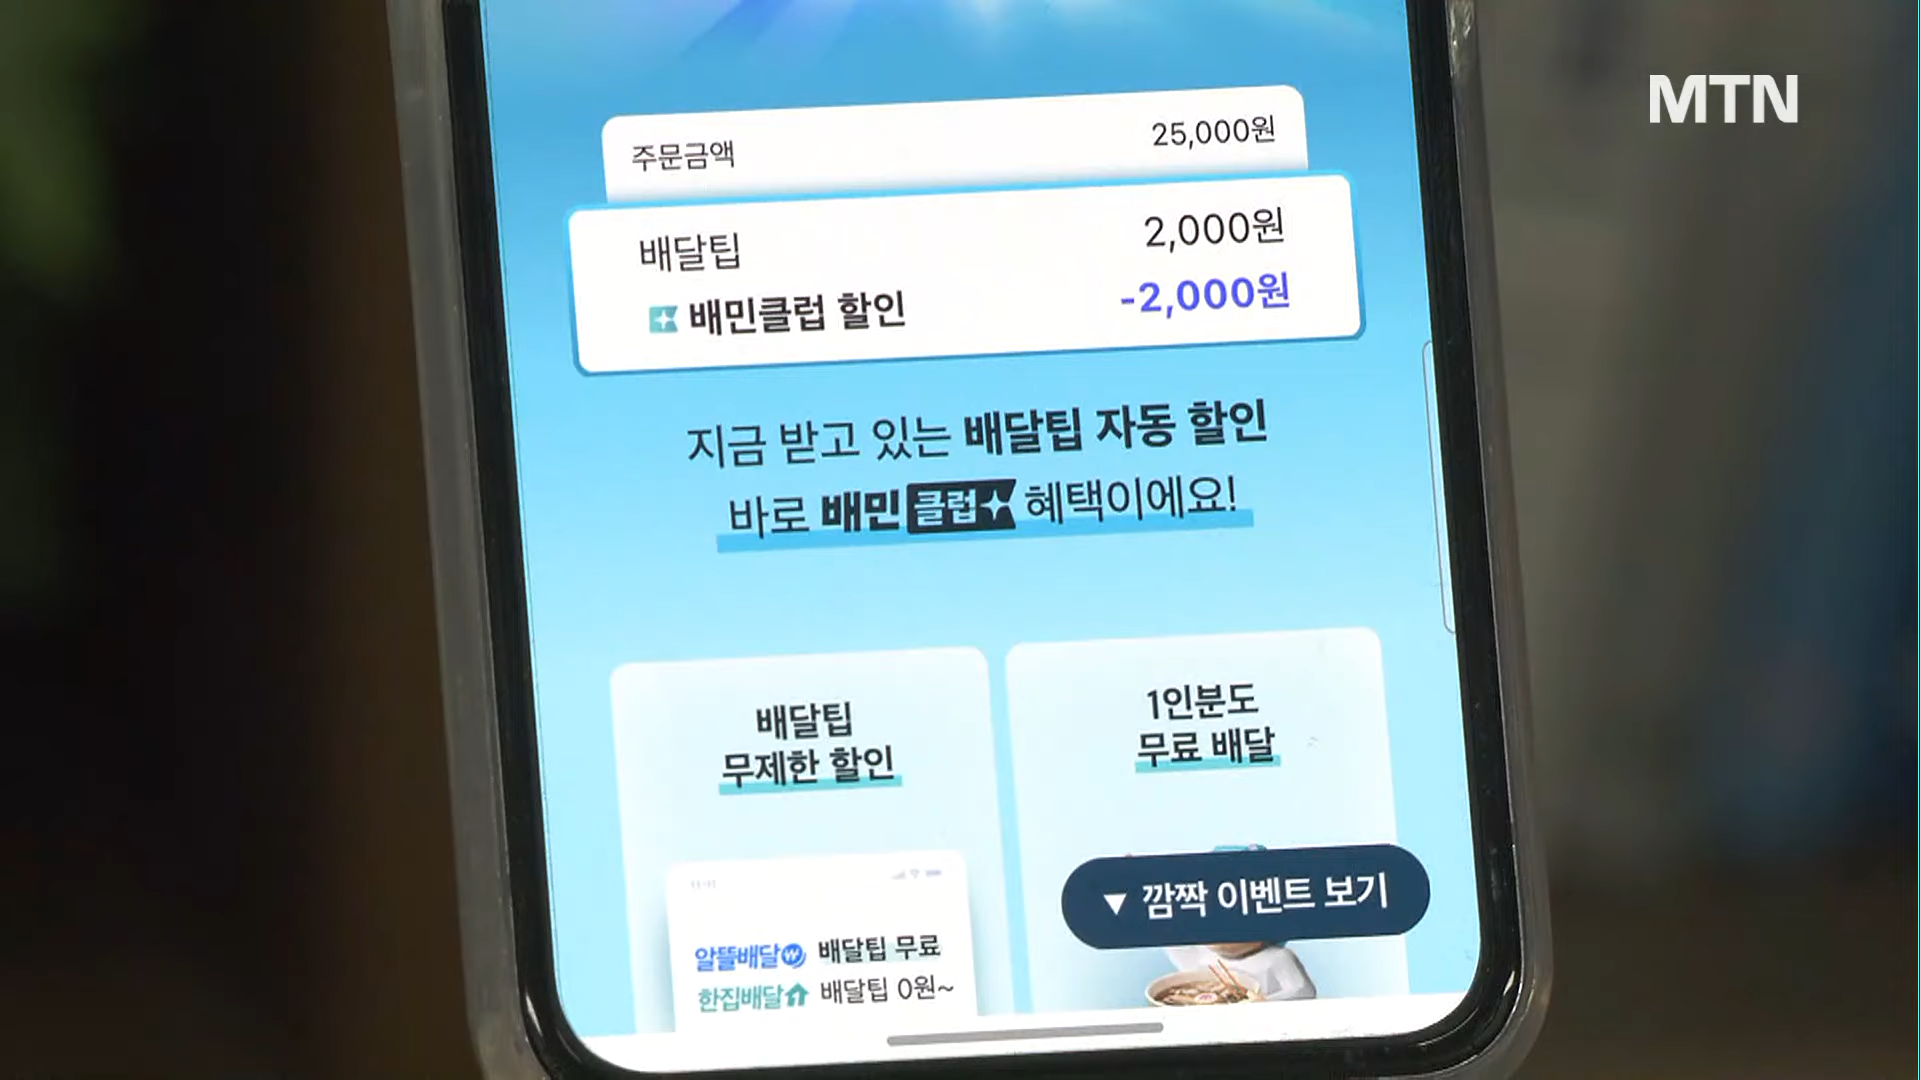 MTN
주문금액 25,000원
배달팁 2,000원
배민클럽 할인 -2,000원
지금 받고 있는 배달팁 자동 할인
바로 배민클럽 혜택이에요!
배달팁
무제한 할인
1인분도
무료 배달
▼ 깜짝 이벤트 보기
알뜰배달 배달팁 무료
한집배달 배달팁 0원~